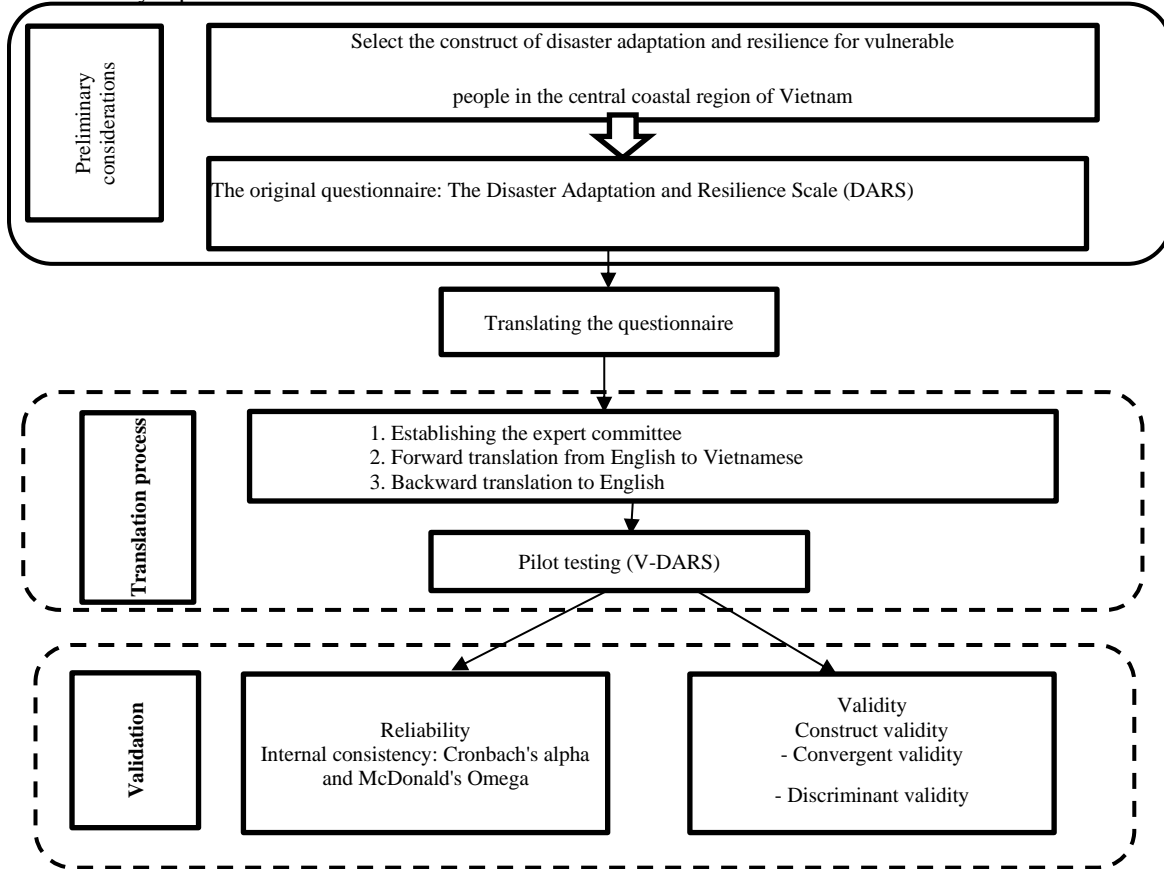 Preliminary
considerations
Select the construct of disaster adaptation and resilience for vulnerable
people in the central coastal region of Vietnam
The original questionnaire: The Disaster Adaptation and Resilience Scale (DARS)
Translating the questionnaire
Translation process
1. Establishing the expert committee
2. Forward translation from English to Vietnamese
3. Backward translation to English
Pilot testing (V-DARS)
Validation
Reliability
Internal consistency: Cronbach's alpha
and McDonald's Omega
Validity
Construct validity
- Convergent validity
- Discriminant validity